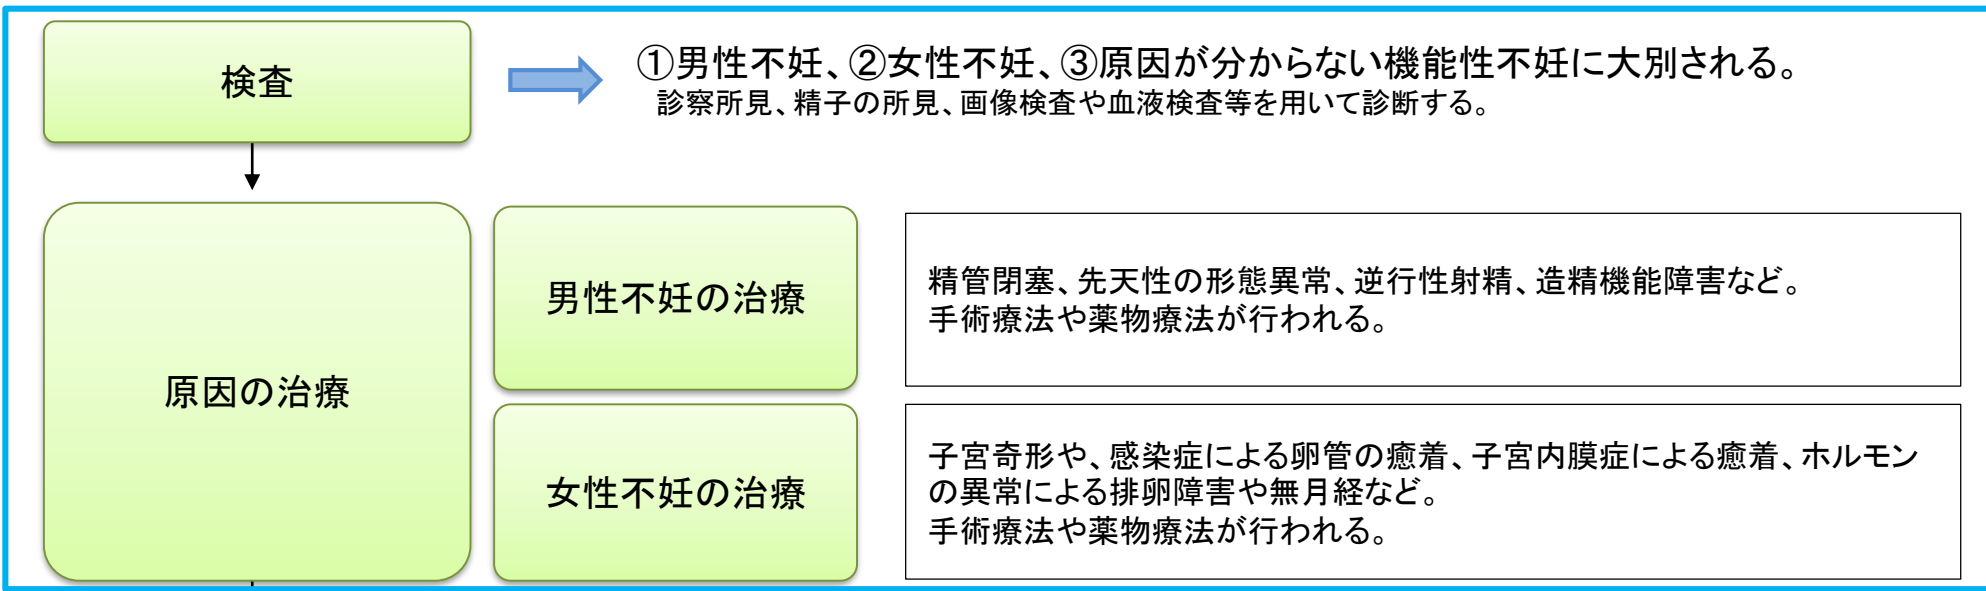 検査
①男性不妊、②女性不妊、③原因が分からない機能性不妊に大別される。
診察所見、精子の所見、画像検査や血液検査等を用いて診断する。
原因の治療
男性不妊の治療
精管閉塞、先天性の形態異常、逆行性射精、造精機能障害など。
手術療法や薬物療法が行われる。
女性不妊の治療
子宮奇形や、感染症による卵管の癒着、子宮内膜症による癒着、ホルモン
の異常による排卵障害や無月経など。
手術療法や薬物療法が行われる。